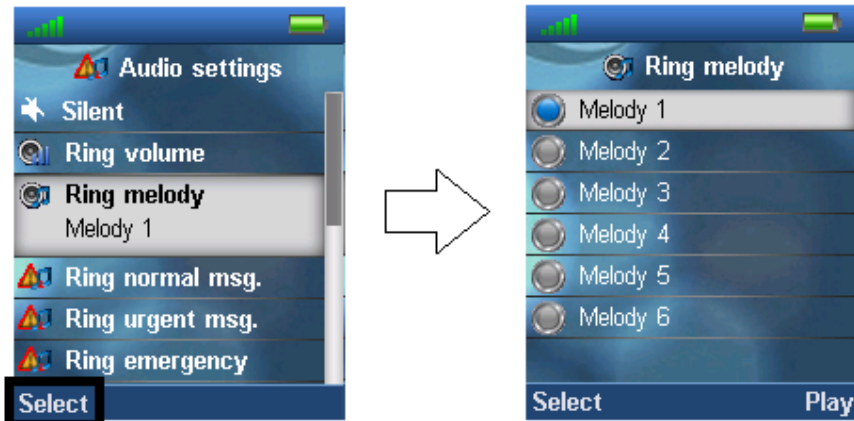 Audio settings
Silent
Ring volume
Ring melody
Melody 1
Ring normal msg.
Ring urgent msg.
Ring emergency
Select
Ring melody
Melody 1
Melody 2
Melody 3
Melody 4
Melody 5
Melody 6
Select Play